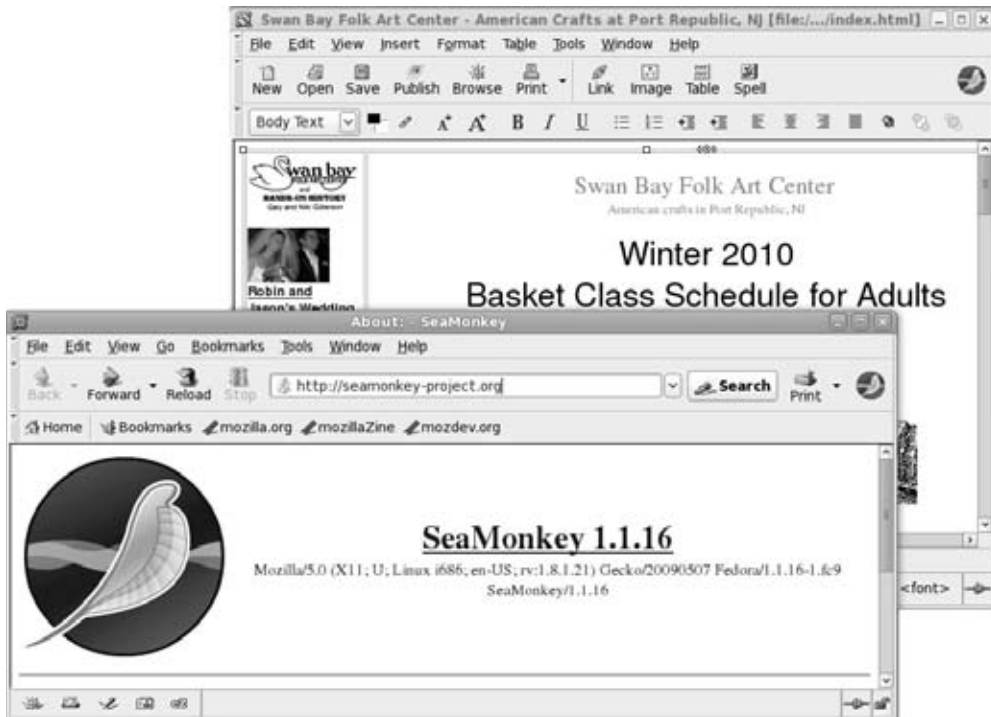 Swan Bay Folk Art Center - American Crafts at Port Republic, NJ [file:/.../index.html]
File Edit View Insert Format Table Tools Window Help
New Open Save Publish Browse Print Link Image Table Spell
Body Text A A B I U
Swan bay
and
HANDS-ON HISTORY
Swan Bay Folk Art Center
American crafts in Port Republic, NJ
Winter 2010
Basket Class Schedule for Adults
Robin and
Jason's Wedding
<font>
About: - SeaMonkey
File Edit View Go Bookmarks Tools Window Help
Back Forward Reload Stop http://seamonkey-project.org Search Print
Home Bookmarks mozilla.org mozillaZine mozdev.org
SeaMonkey 1.1.16
Mozilla/5.0 (X11; U; Linux i686; en-US; rv:1.8.1.21) Gecko/20090507 Fedora/1.1.16-1.fc9
SeaMonkey/1.1.16